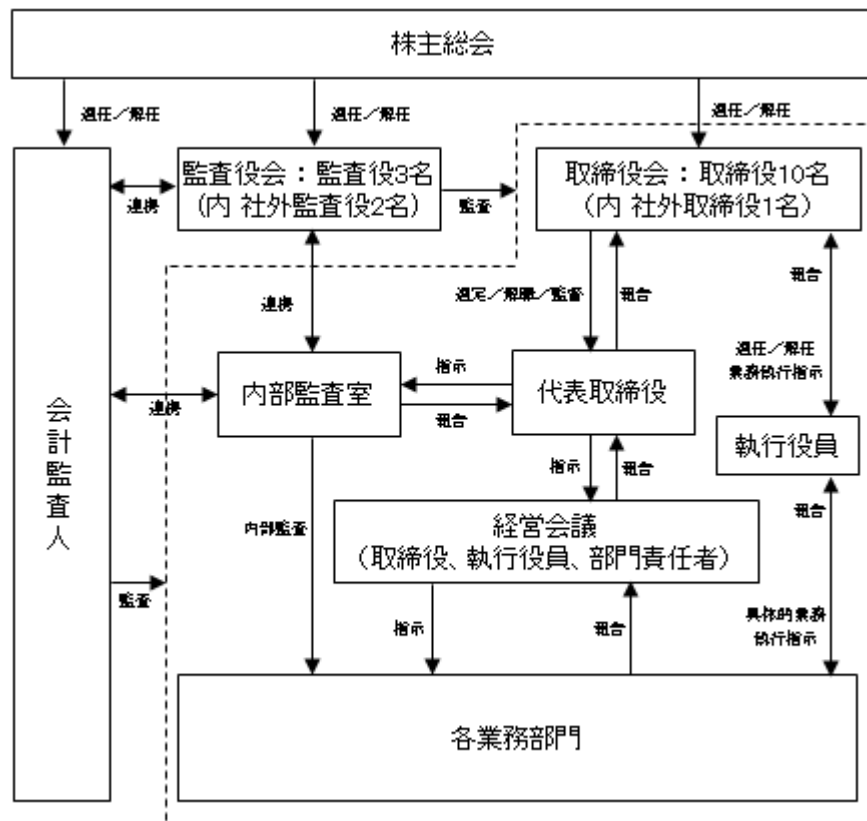 株主総会
選任／解任
選任／解任
選任／解任
監査役会：監査役3名
(内 社外監査役2名)
取締役会：取締役10名
(内 社外取締役1名)
連携
監査
連携
選定／解職／監督
報告
報告
選任／解任
業務執行指示
内部監査室
指示
報告
代表取締役
連携
会計監査人
執行役員
指示
報告
報告
内部監査
経営会議
(取締役、執行役員、部門責任者)
監査
指示
報告
具体的業務
執行指示
各業務部門